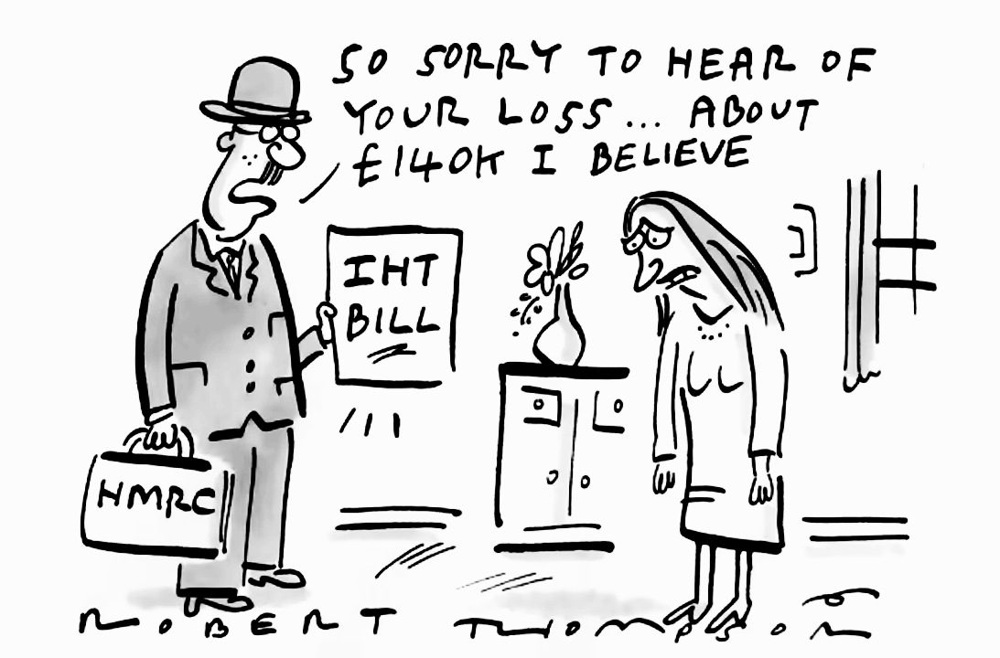 SO SORRY TO HEAR OF
YOUR LOSS... ABOUT
£140K I BELIEVE
IHT
BILL
HMRC
ROBERT THOMPSON